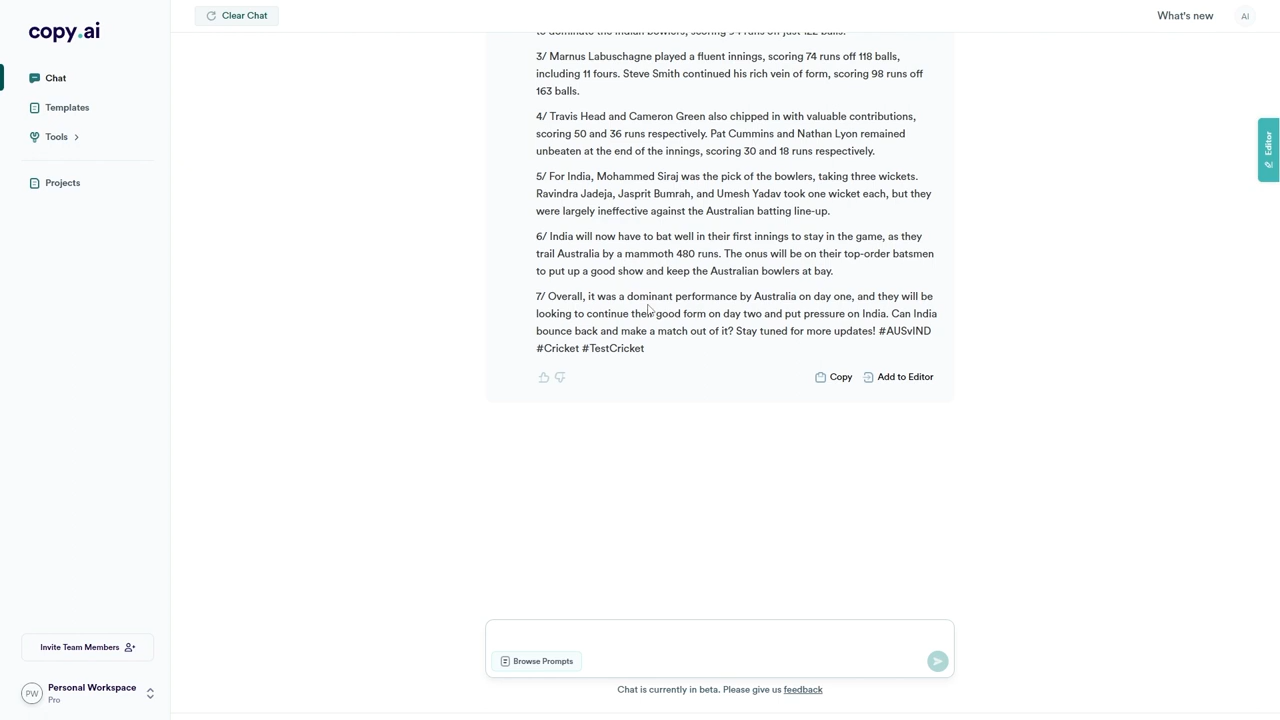 copy.ai
Clear Chat
What's new
AI
Chat
Templates
Tools
Projects
to dominate the Indian bowlers, scoring 94 runs off just 122 balls.
3/ Marnus Labuschagne played a fluent innings, scoring 74 runs off 118 balls,
including 11 fours. Steve Smith continued his rich vein of form, scoring 98 runs off
163 balls.
4/ Travis Head and Cameron Green also chipped in with valuable contributions,
scoring 50 and 36 runs respectively. Pat Cummins and Nathan Lyon remained
unbeaten at the end of the innings, scoring 30 and 18 runs respectively.
5/ For India, Mohammed Siraj was the pick of the bowlers, taking three wickets.
Ravindra Jadeja, Jasprit Bumrah, and Umesh Yadav took one wicket each, but they
were largely ineffective against the Australian batting line-up.
6/ India will now have to bat well in their first innings to stay in the game, as they
trail Australia by a mammoth 480 runs. The onus will be on their top-order batsmen
to put up a good show and keep the Australian bowlers at bay.
7/ Overall, it was a dominant performance by Australia on day one, and they will be
looking to continue their good form on day two and put pressure on India. Can India
bounce back and make a match out of it? Stay tuned for more updates! #AUSvIND
#Cricket #TestCricket
Copy
Add to Editor
Editor
Browse Prompts
Chat is currently in beta. Please give us feedback
Invite Team Members
PW
Personal Workspace
Pro